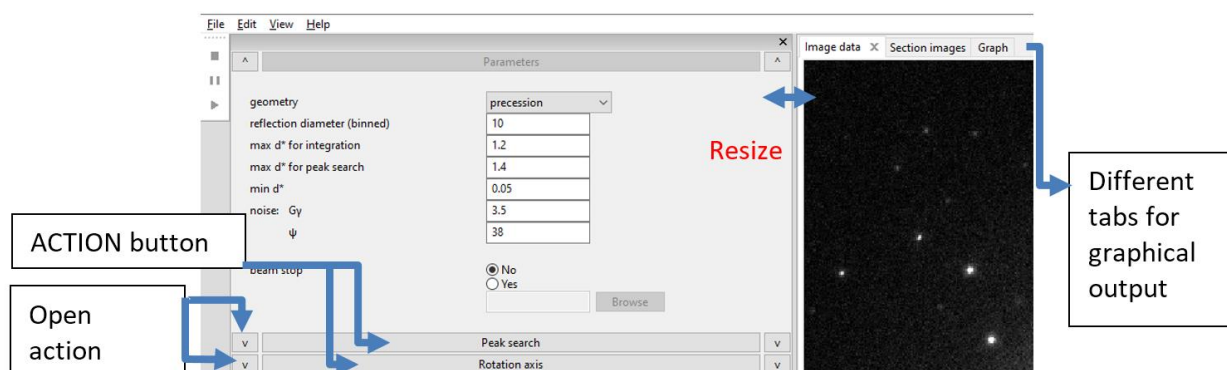 File Edit View Help
Image data X Section images Graph
^ Parameters ^
geometry precession
reflection diameter (binned) 10
max d* for integration 1.2
Resize
max d* for peak search 1.4
min d* 0.05
noise: Gγ 3.5
ψ 38
Different
tabs for
graphical
output
ACTION button
beam stop No
Yes
Browse
Open
action
v Peak search v
v Rotation axis v